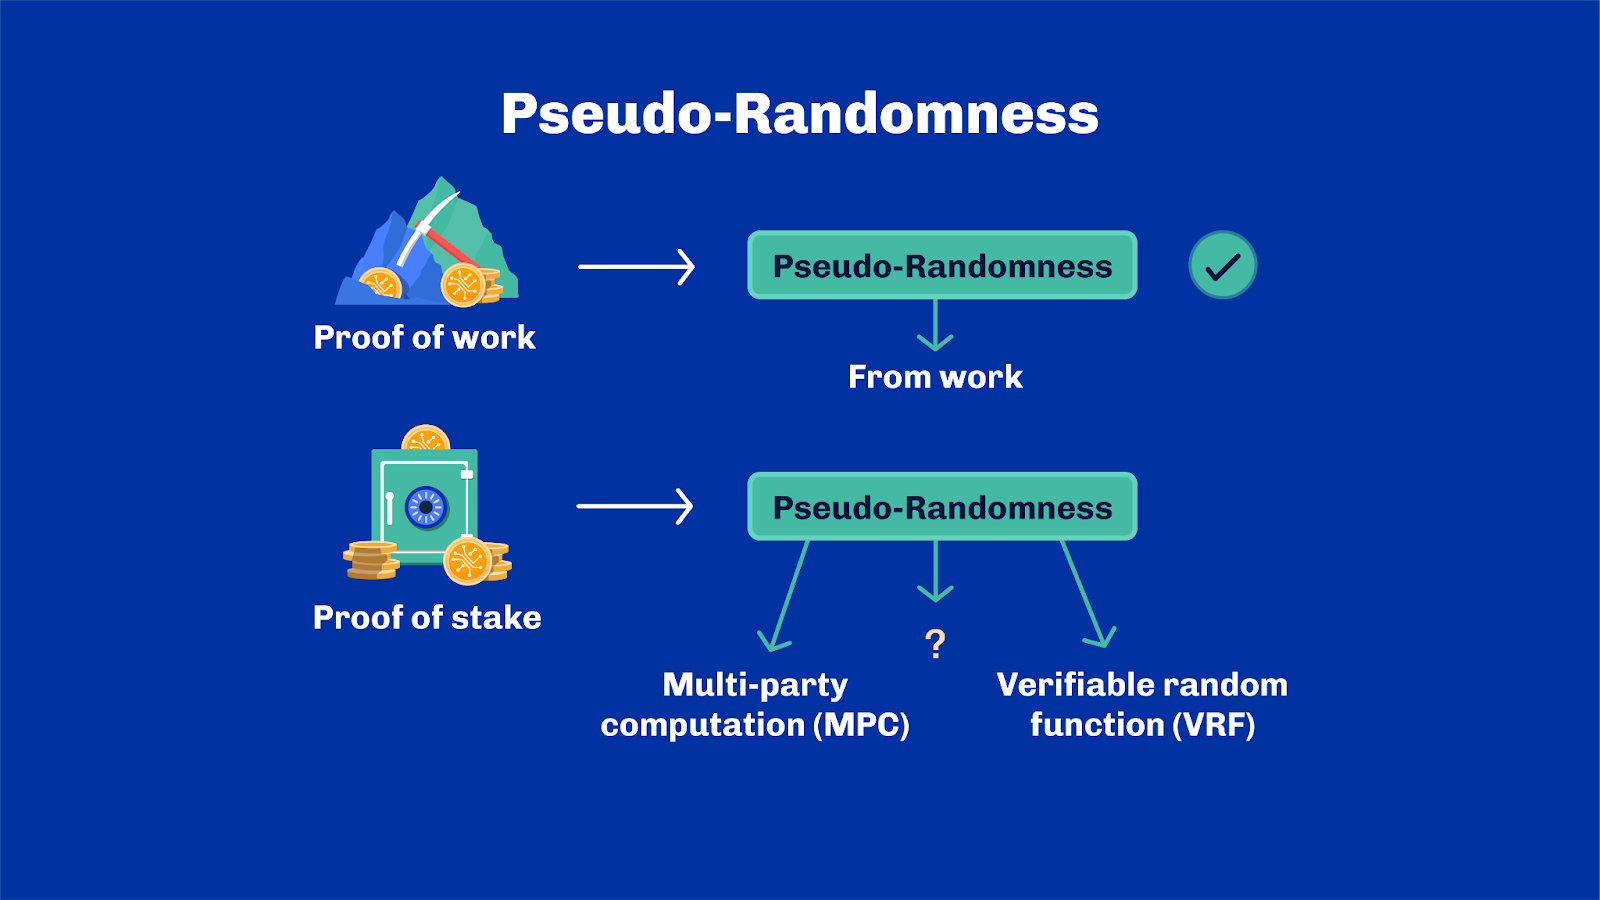 Pseudo-Randomness
Proof of work
Pseudo-Randomness
From work
Proof of stake
Pseudo-Randomness
?
Multi-party
computation (MPC)
Verifiable random
function (VRF)